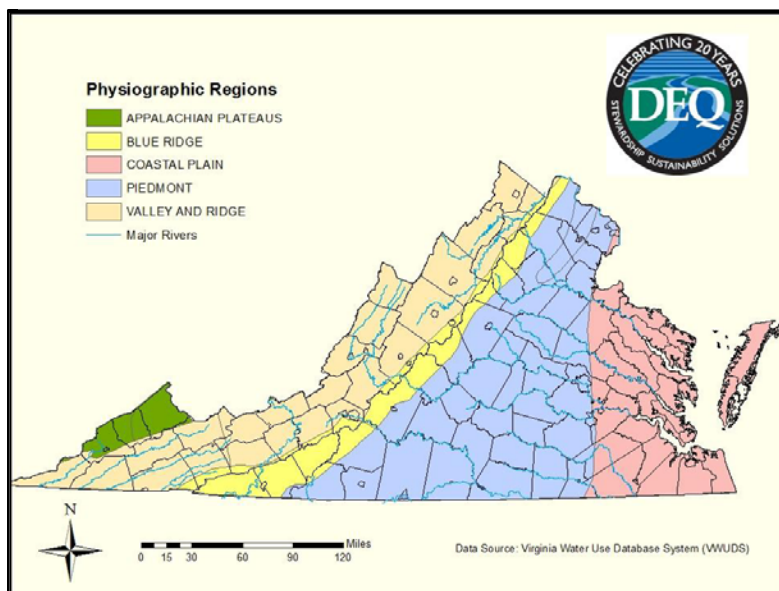 Physiographic Regions
APPALACHIAN PLATEAUS
BLUE RIDGE
COASTAL PLAIN
PIEDMONT
VALLEY AND RIDGE
Major Rivers
CELEBRATING 20 YEARS
DEQ
STEWARDSHIP SUSTAINABILITY SOLUTIONS
N
Miles
0 15 30 60 90 120
Data Source: Virginia Water Use Database System (VWUDS)